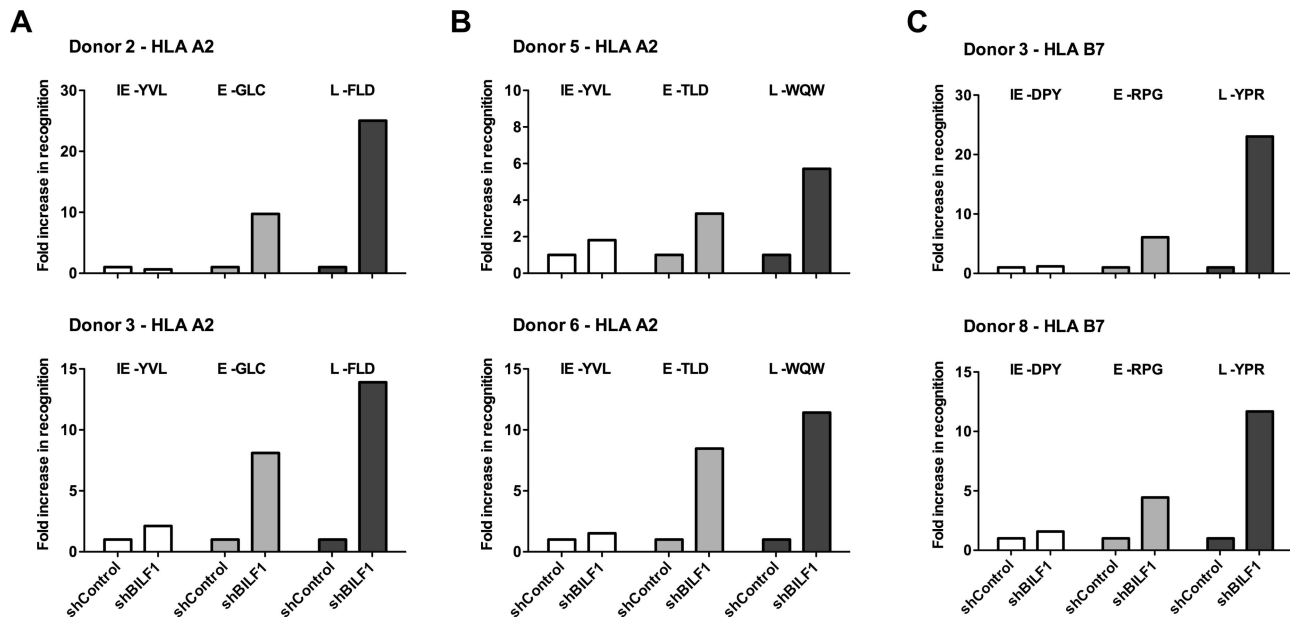 A
Donor 2 - HLA A2
Fold increase in recognition
30
20
10
0
IE -YVL E -GLC L -FLD
Donor 3 - HLA A2
Fold increase in recognition
15
10
5
0
IE -YVL E -GLC L -FLD
shControl shBILF1 shControl shBILF1 shControl shBILF1
B
Donor 5 - HLA A2
Fold increase in recognition
10
8
6
4
2
0
IE -YVL E -TLD L -WQW
Donor 6 - HLA A2
Fold increase in recognition
15
10
5
0
IE -YVL E -TLD L -WQW
shControl shBILF1 shControl shBILF1 shControl shBILF1
C
Donor 3 - HLA B7
Fold increase in recognition
30
20
10
0
IE -DPY E -RPG L -YPR
Donor 8 - HLA B7
Fold increase in recognition
15
10
5
0
IE -DPY E -RPG L -YPR
shControl shBILF1 shControl shBILF1 shControl shBILF1